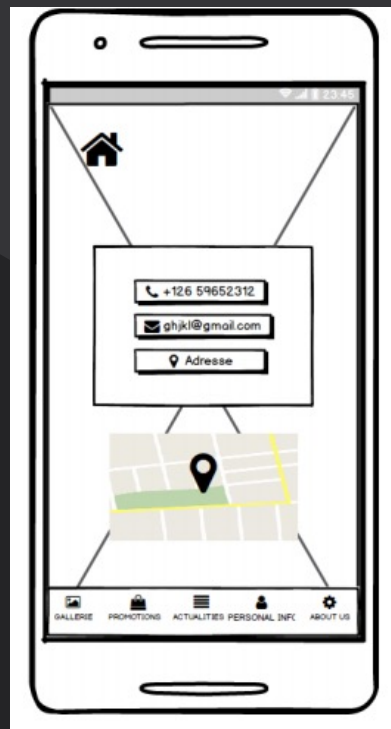 23:45
+126 59652312
ghjkl@gmail.com
Adresse
GALLERIE PROMOTIONS ACTUALITIES PERSONAL INFO ABOUT US